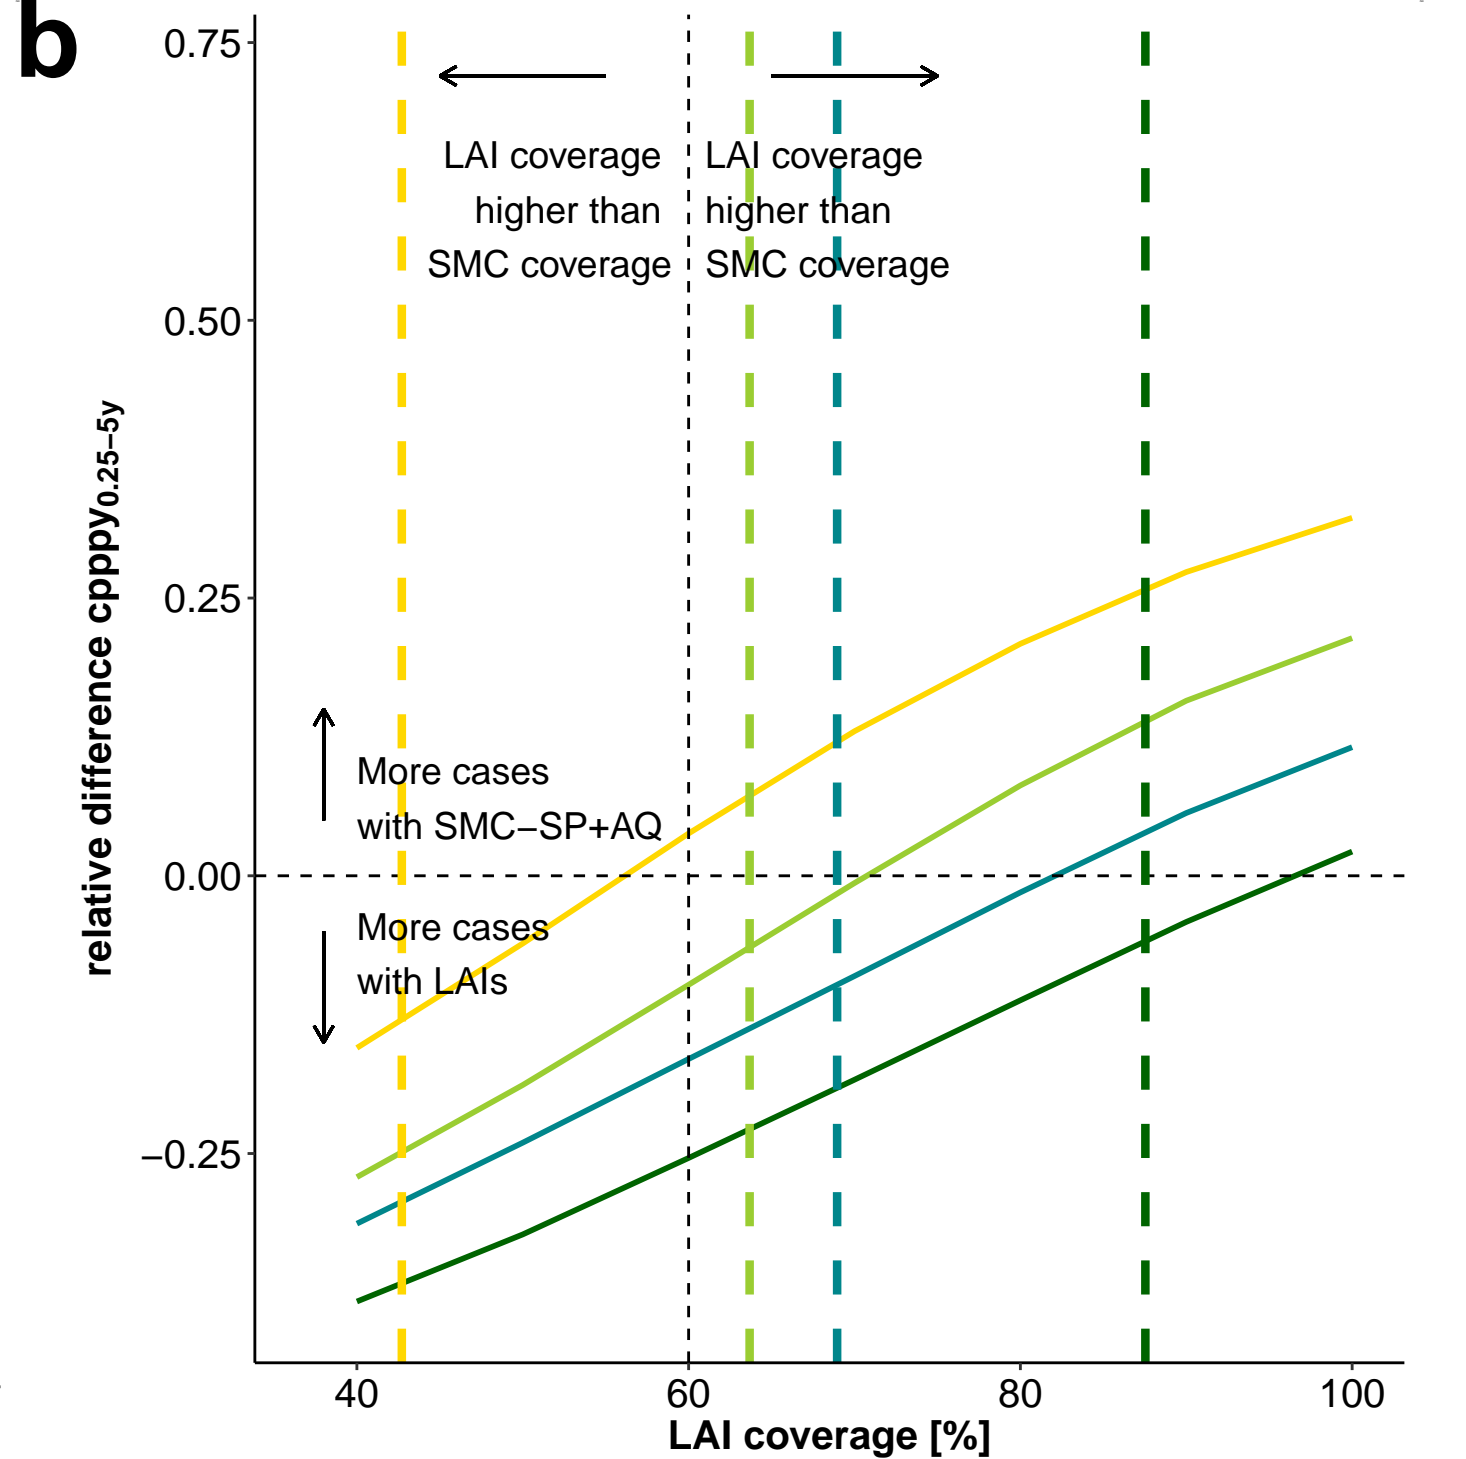 b
0.75
0.50
0.25
0.00
−0.25
relative difference cpppy0.25−5y
LAI coverage
higher than
SMC coverage
LAI coverage
higher than
SMC coverage
More cases
with SMC−SP+AQ
More cases
with LAIs
40 60 80 100
LAI coverage [%]